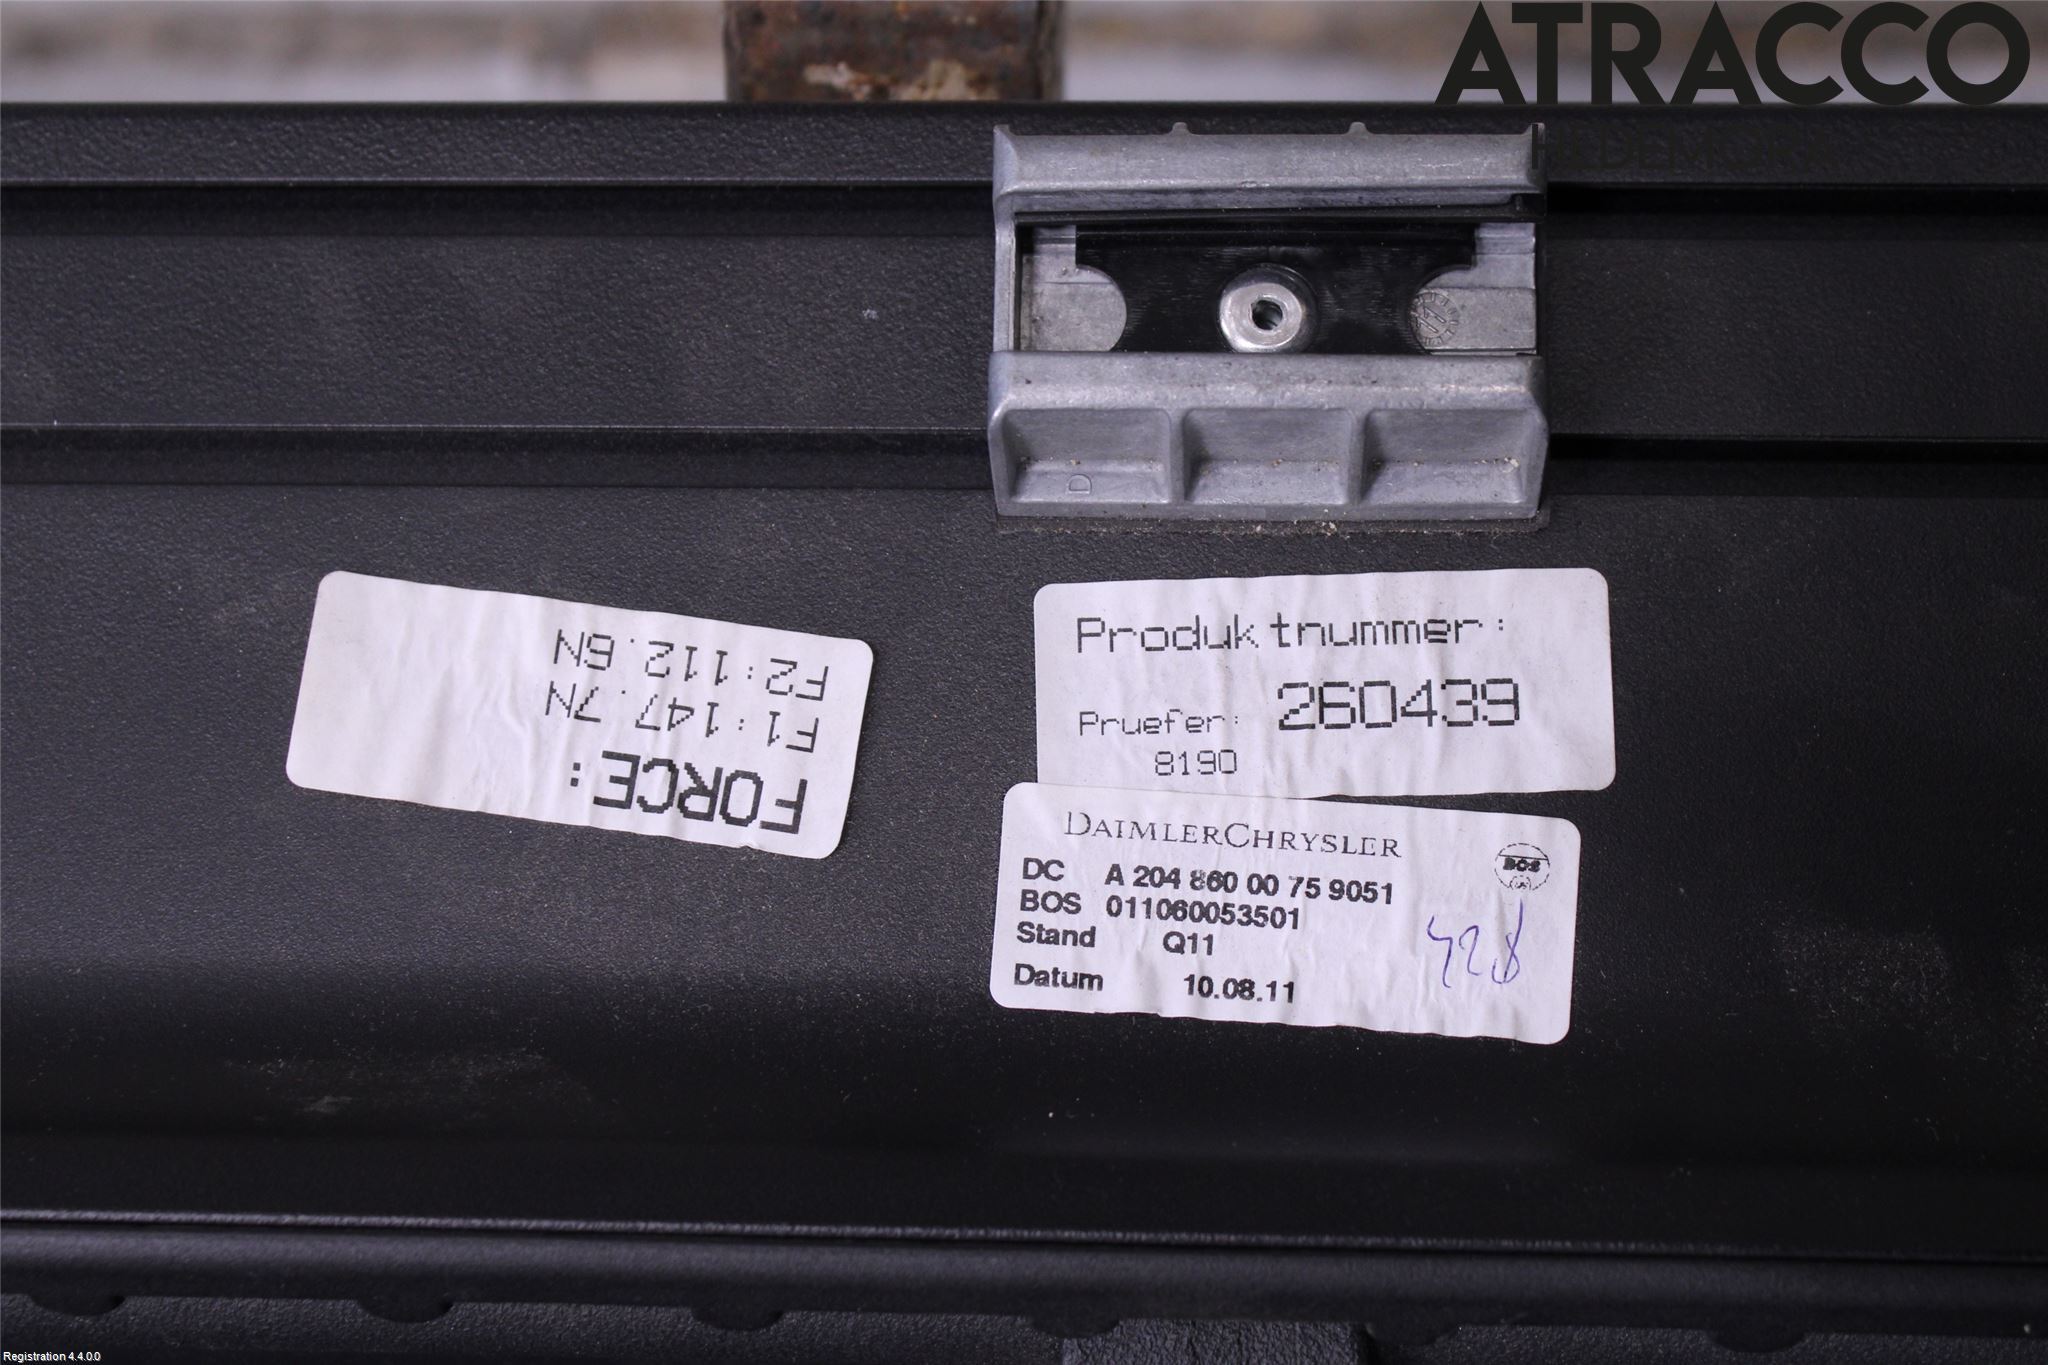 ATRACCO
HEDEMORA
D
FORCE:
F1:147.7N
F2:112.6N
Produktnummer:
Pruefer: 260439
8190
DAIMLERCHRYSLER
BOS
DC A 204 860 00 75 9051
BOS 011060053501
Stand Q11
Datum 10.08.11
Registration 4.4.0.0